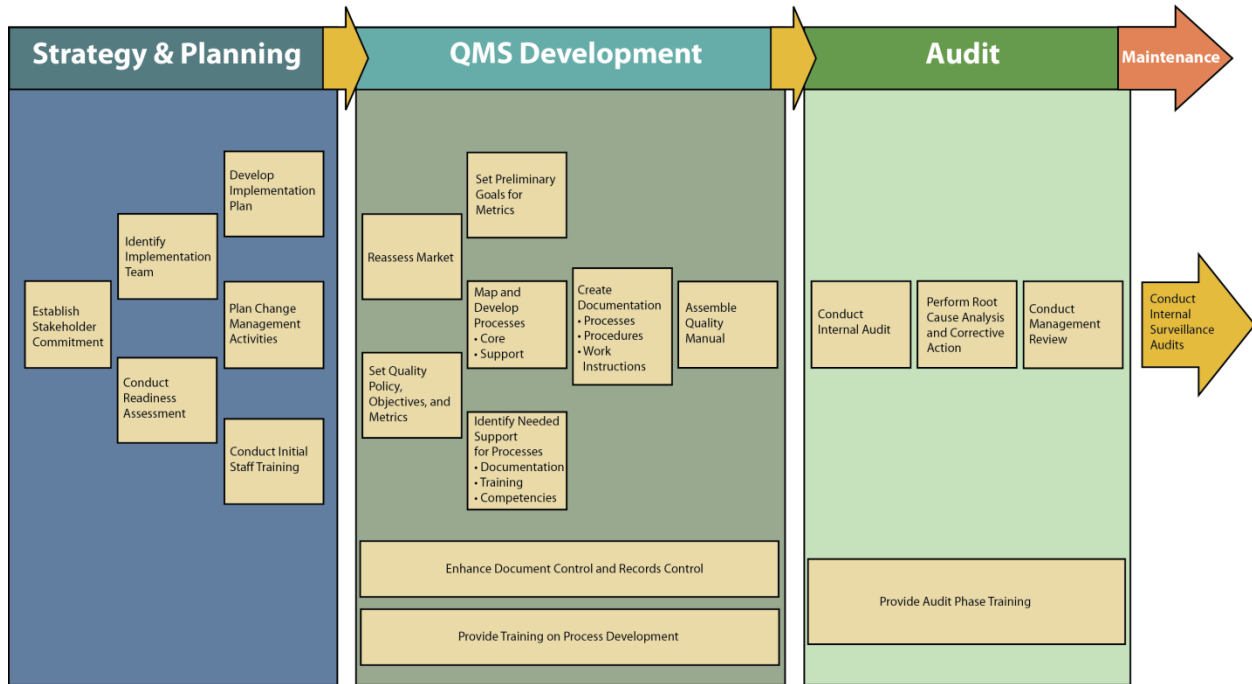 Strategy & Planning
QMS Development
Audit
Maintenance
Establish
Stakeholder
Commitment
Identify
Implementation
Team
Conduct
Readiness
Assessment
Develop
Implementation
Plan
Plan Change
Management
Activities
Conduct Initial
Staff Training
Reassess Market
Set Quality
Policy,
Objectives, and
Metrics
Set Preliminary
Goals for
Metrics
Map and
Develop
Processes
• Core
• Support
Identify Needed
Support
for Processes
• Documentation
• Training
• Competencies
Create
Documentation
• Processes
• Procedures
• Work
Instructions
Assemble
Quality
Manual
Enhance Document Control and Records Control
Provide Training on Process Development
Conduct
Internal Audit
Perform Root
Cause Analysis
and Corrective
Action
Conduct
Management
Review
Provide Audit Phase Training
Conduct
Internal
Surveillance
Audits